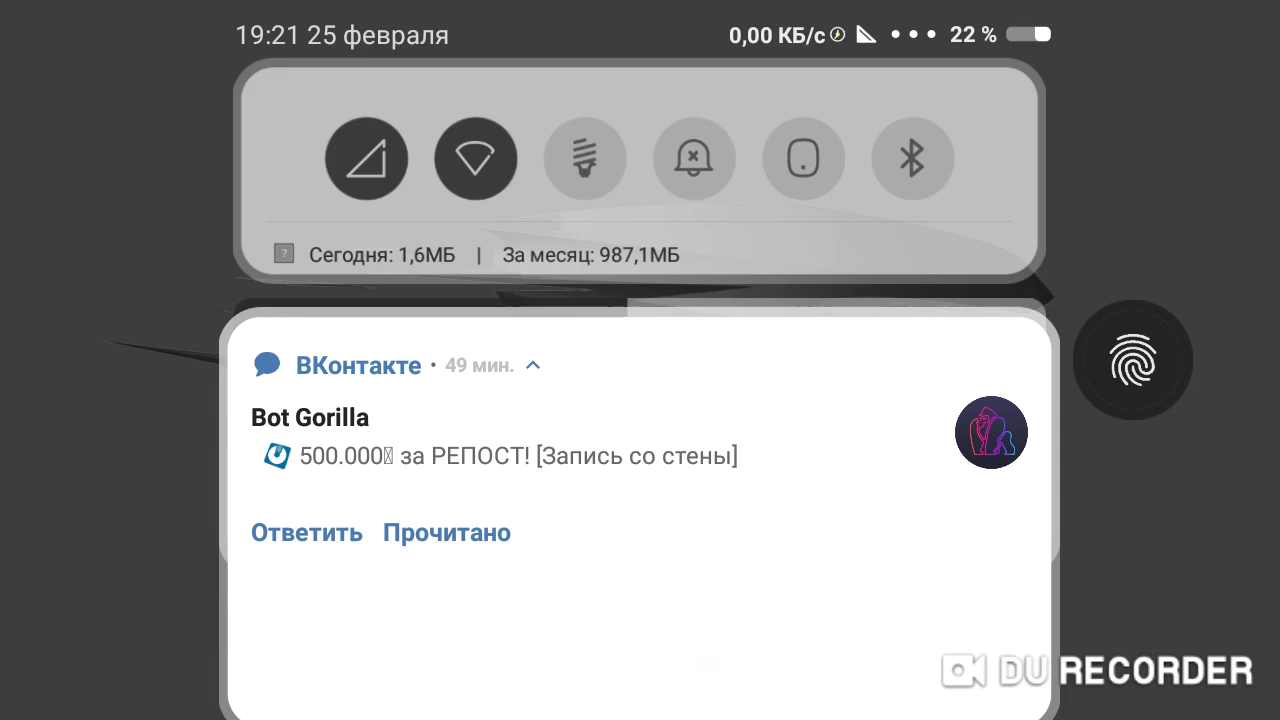 19:21 25 февраля 0,00 КБ/с 22 %
Сегодня: 1,6МБ | За месяц: 987,1МБ
ВКонтакте • 49 мин.
Bot Gorilla
500.000 за РЕПОСТ! [Запись со стены]
Ответить Прочитано
DU RECORDER